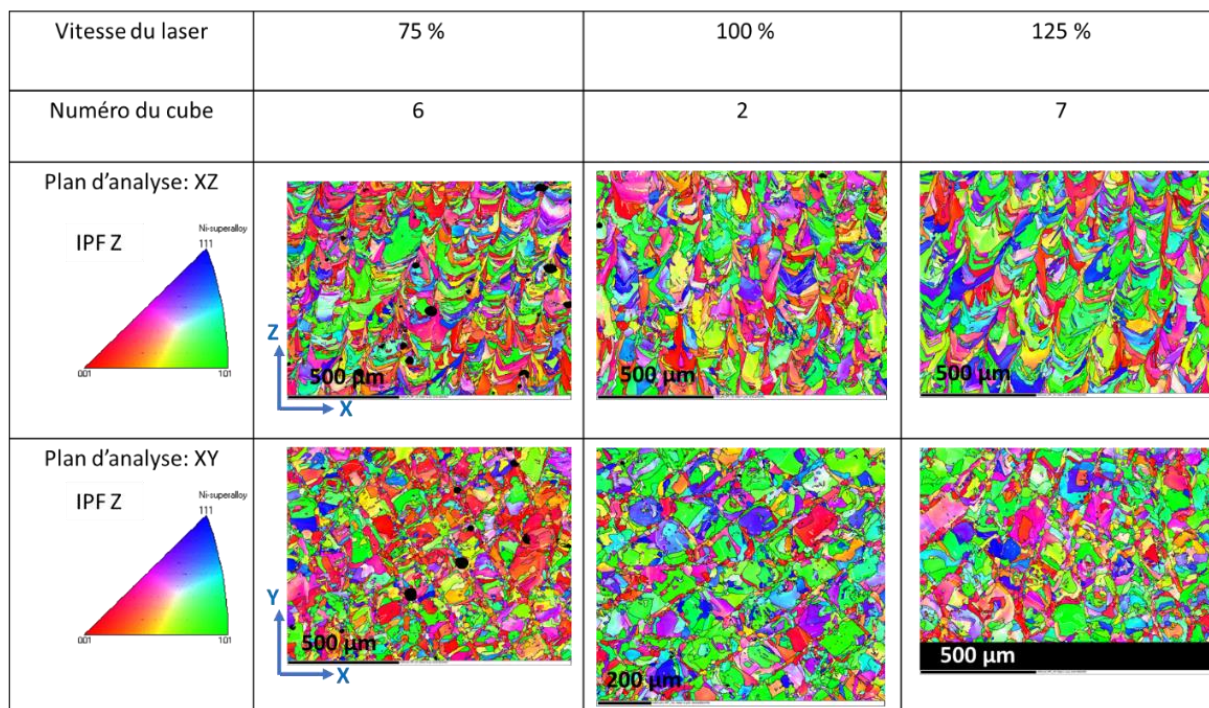 Vitesse du laser
75 %
100 %
125 %
Numéro du cube
6
2
7
Plan d'analyse: XZ
IPF Z
Ni-superalloy
111
001
101
Z
X
500 µm
500 µm
500 µm
Plan d'analyse: XY
IPF Z
Ni-superalloy
111
001
101
Y
X
500 µm
200 µm
500 µm